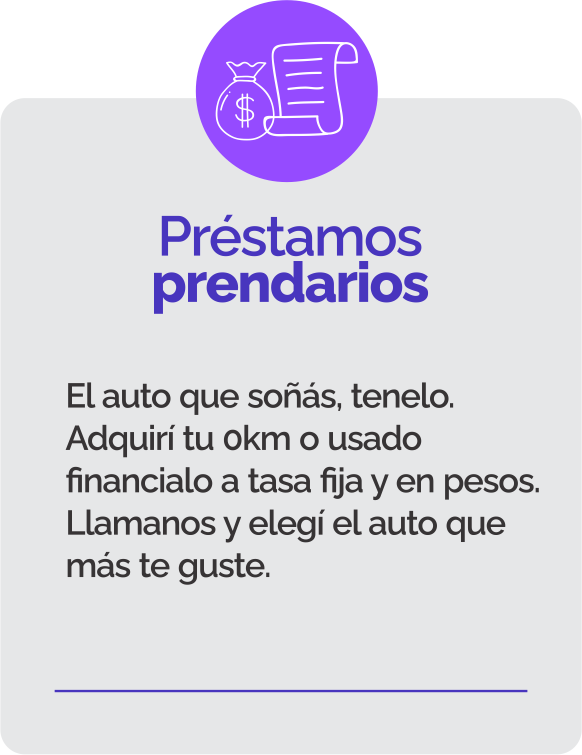 $
Préstamos
prendarios
El auto que soñás, tenelo.
Adquirí tu 0km o usado
financialo a tasa fija y en pesos.
Llamanos y elegí el auto que
más te guste.